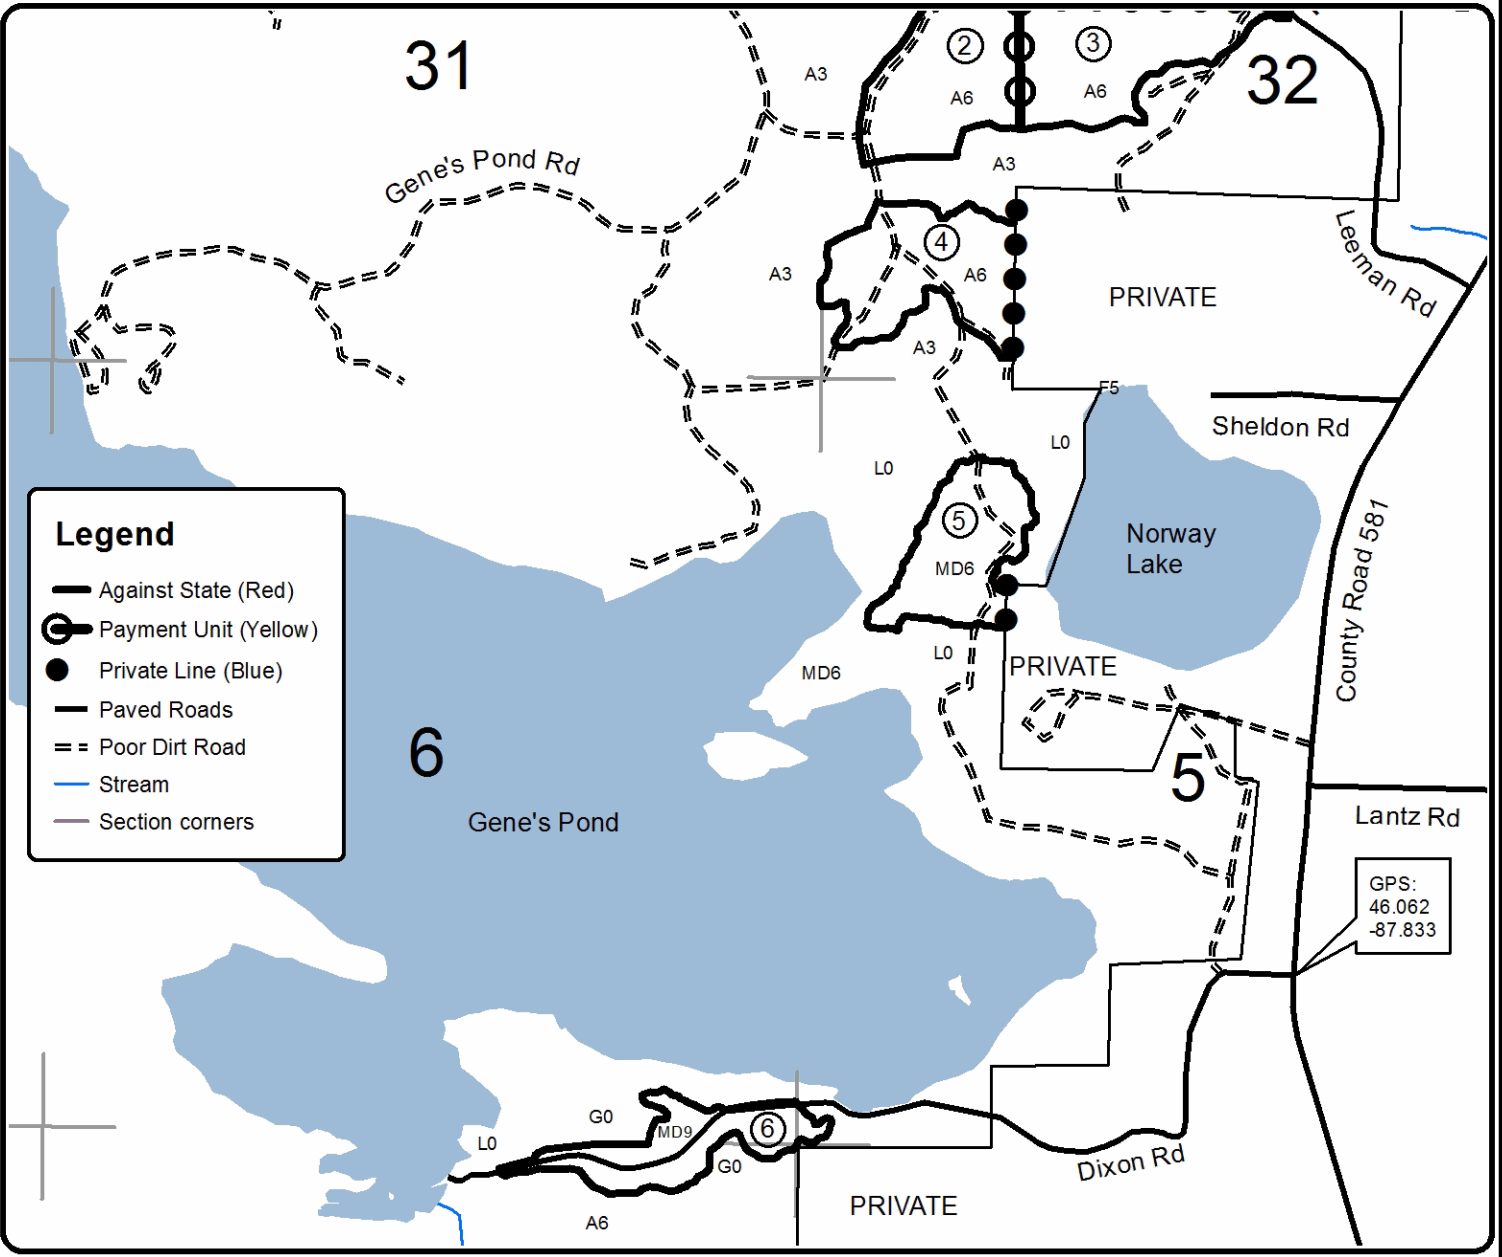 31
A3
2
3
A6
A6
32
A3
Gene's Pond Rd
4
A3
A6
PRIVATE
Leeman Rd
A3
F5
Sheldon Rd
L0
L0
5
MD6
Norway
Lake
County Road 581
Legend
Against State (Red)
Payment Unit (Yellow)
Private Line (Blue)
Paved Roads
Poor Dirt Road
Stream
Section corners
L0
PRIVATE
MD6
6
5
Gene's Pond
Lantz Rd
GPS:
46.062
-87.833
G0
MD9
6
L0
G0
Dixon Rd
PRIVATE
A6